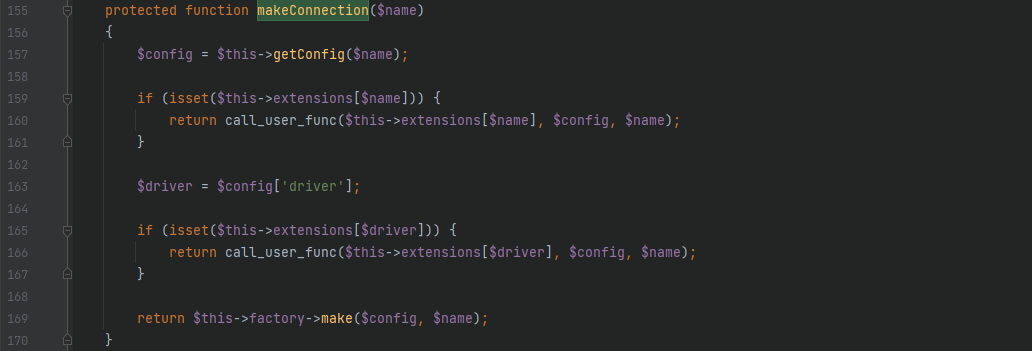 155 protected function makeConnection($name)
156 {
157 $config = $this->getConfig($name);
158
159 if (isset($this->extensions[$name])) {
160 return call_user_func($this->extensions[$name], $config, $name);
161 }
162
163 $driver = $config['driver'];
164
165 if (isset($this->extensions[$driver])) {
166 return call_user_func($this->extensions[$driver], $config, $name);
167 }
168
169 return $this->factory->make($config, $name);
170 }